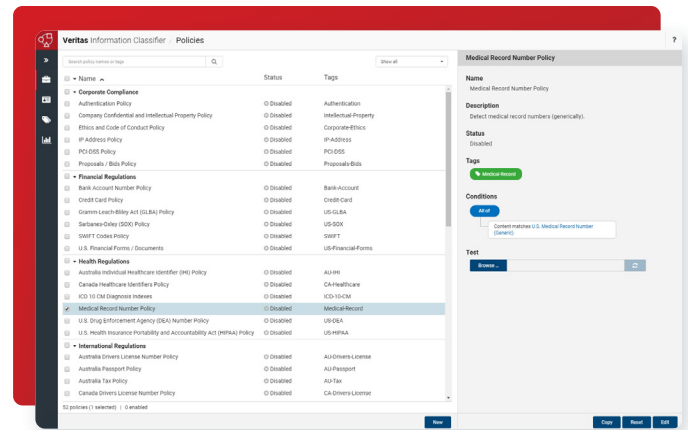 Veritas Information Classifier / Policies
?
Search policy names or tags
Show all
Name Status Tags
Corporate Compliance
Authentication Policy Disabled Authentication
Company Confidential and Intellectual Property Policy Disabled Intellectual-Property
Ethics and Code of Conduct Policy Disabled Corporate-Ethics
IP Address Policy Disabled IP-Address
PCI-DSS Policy Disabled PCI-DSS
Proposals / Bids Policy Disabled Proposals-Bids
Financial Regulations
Bank Account Number Policy Disabled Bank-Account
Credit Card Policy Disabled Credit-Card
Gramm-Leach-Bliley Act (GLBA) Policy Disabled US-GLBA
Sarbanes-Oxley (SOX) Policy Disabled US-SOX
SWIFT Codes Policy Disabled SWIFT
U.S. Financial Forms / Documents Disabled US-Financial-Forms
Health Regulations
Australia Individual Healthcare Identifier (IHI) Policy Disabled AU-IHI
Canada Healthcare Identifiers Policy Disabled CA-Healthcare
ICD 10 CM Diagnosis Indexes Disabled ICD-10-CM
Medical Record Number Policy Disabled Medical-Record
U.S. Drug Enforcement Agency (DEA) Number Policy Disabled US-DEA
U.S. Health Insurance Portability and Accountability Act (HIPAA) Policy Disabled US-HIPAA
International Regulations
Australia Drivers License Number Policy Disabled AU-Drivers-License
Australia Passport Policy Disabled AU-Passport
Australia Tax Policy Disabled AU-Tax
Canada Drivers License Number Policy Disabled CA-Drivers-License
52 policies (1 selected) | 0 enabled
New
Medical Record Number Policy
Name
Medical Record Number Policy
Description
Detect medical record numbers (generically).
Status
Disabled
Tags
Medical-Record
Conditions
All of
Content matches U.S. Medical Record Number
(Generic)
Test
Browse...
Copy Reset Edit